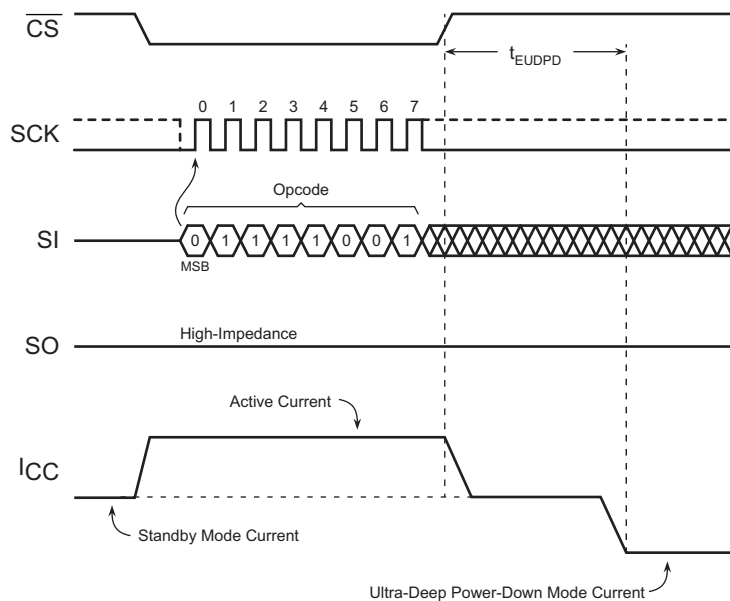 CS
tEUDPD
0 1 2 3 4 5 6 7
SCK
Opcode
SI
0 1 1 1 1 0 0 1
MSB
High-Impedance
SO
Active Current
ICC
Standby Mode Current
Ultra-Deep Power-Down Mode Current